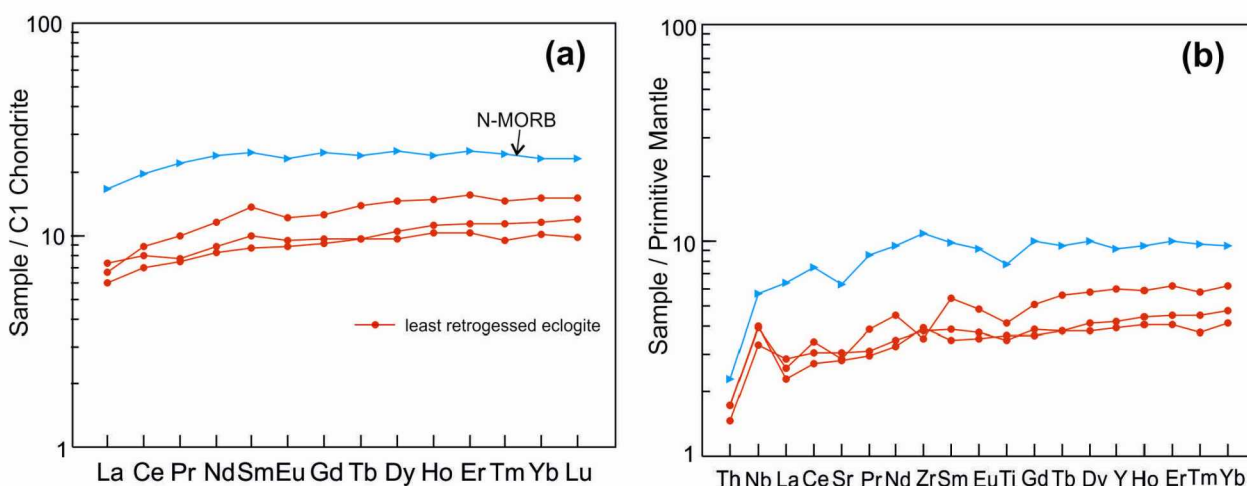 100
10
1
Sample / C1 Chondrite
(a)
N-MORB
least retrogessed eclogite
La Ce Pr Nd Sm Eu Gd Tb Dy Ho Er Tm Yb Lu
100
10
1
Sample / Primitive Mantle
(b)
Th Nb La Ce Sr Pr Nd Zr Sm Eu Ti Gd Tb Dy Y Ho Er Tm Yb